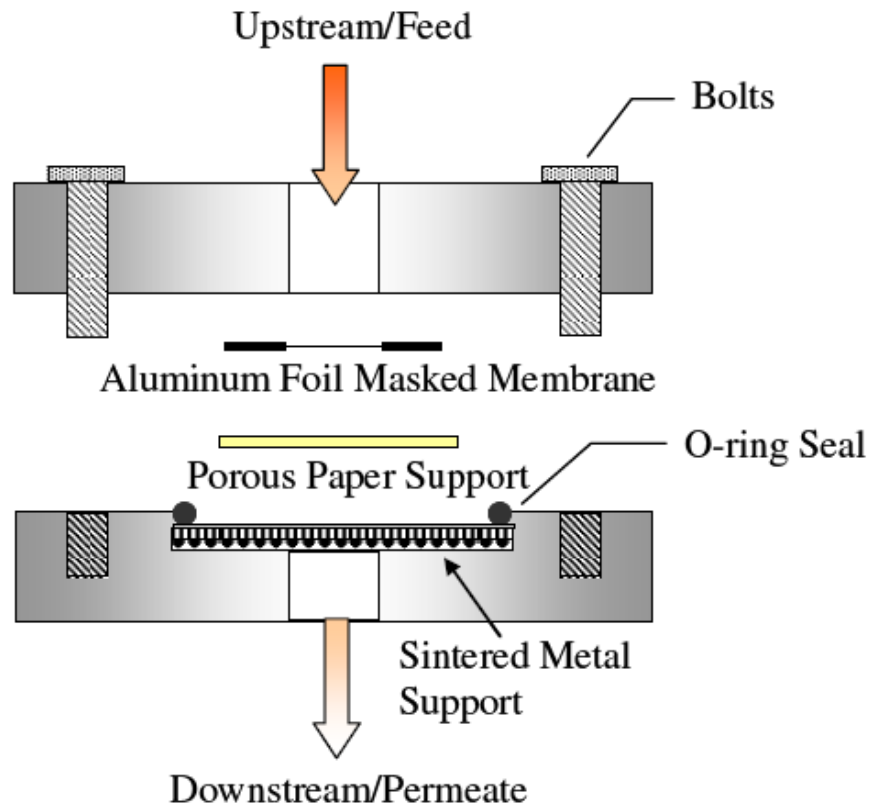 Upstream/Feed
Bolts
Aluminum Foil Masked Membrane
O-ring Seal
Porous Paper Support
Sintered Metal
Support
Downstream/Permeate